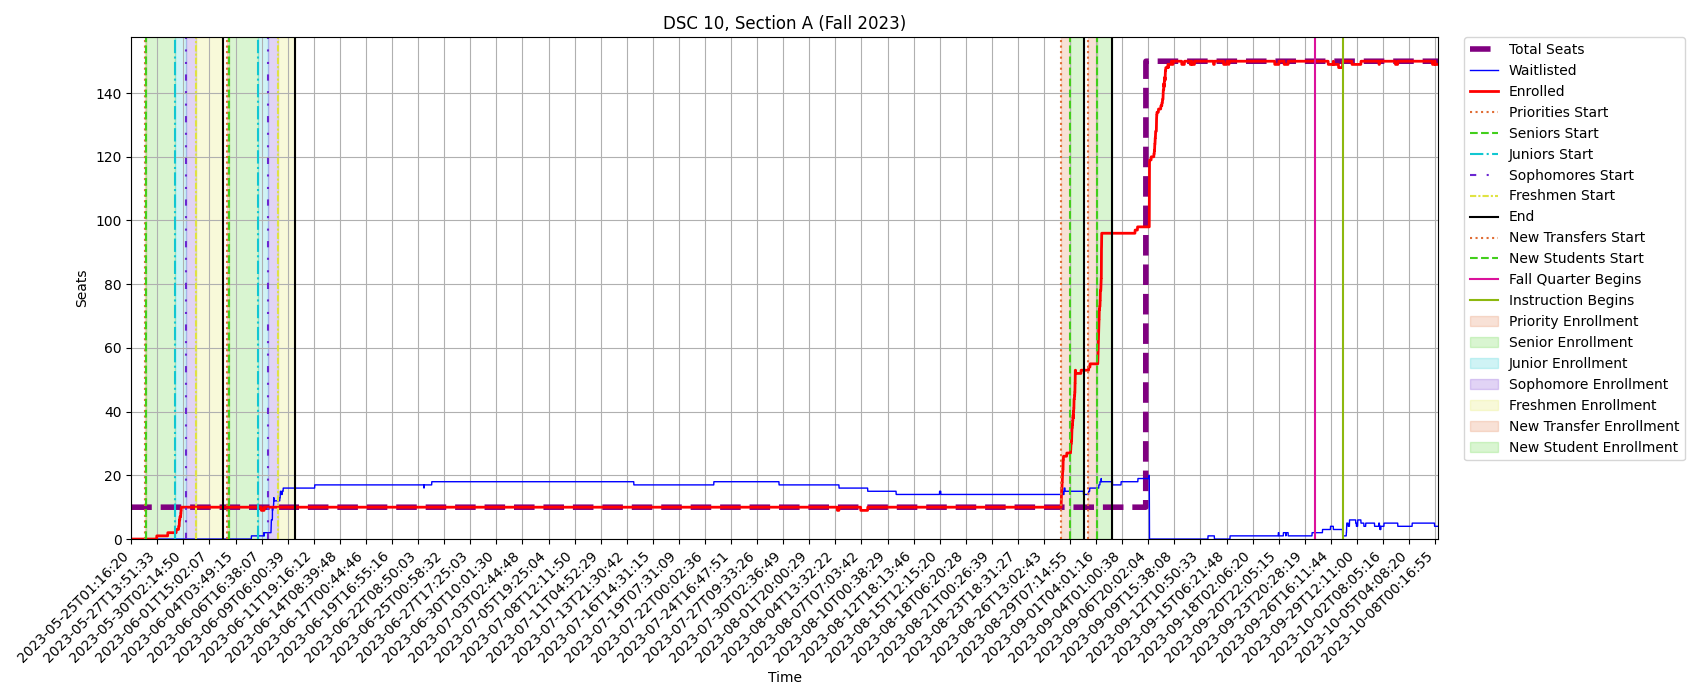 DSC 10, Section A (Fall 2023)
Seats
140
120
100
80
60
40
20
0
2023-05-25T01:16:20
2023-05-27T13:51:33
2023-05-30T02:14:50
2023-06-01T15:02:07
2023-06-04T03:49:15
2023-06-06T16:38:07
2023-06-09T06:00:39
2023-06-11T19:16:12
2023-06-14T08:39:48
2023-06-17T00:44:46
2023-06-19T16:55:16
2023-06-22T08:50:03
2023-06-24T20:58:32
2023-06-27T17:25:03
2023-06-30T10:01:30
2023-07-03T02:44:48
2023-07-05T19:25:04
2023-07-08T12:11:50
2023-07-11T04:52:29
2023-07-13T21:30:42
2023-07-16T14:31:15
2023-07-19T07:31:09
2023-07-22T00:02:36
2023-07-24T16:47:51
2023-07-27T09:33:26
2023-07-30T02:36:49
2023-08-01T20:00:29
2023-08-04T13:32:22
2023-08-07T07:03:42
2023-08-10T00:38:29
2023-08-12T18:13:46
2023-08-15T12:15:20
2023-08-18T06:20:28
2023-08-21T00:26:39
2023-08-23T18:31:27
2023-08-26T13:02:43
2023-08-29T07:14:55
2023-09-01T04:01:16
2023-09-04T01:00:38
2023-09-06T20:02:04
2023-09-09T15:38:08
2023-09-12T10:50:33
2023-09-15T06:21:48
2023-09-18T02:06:20
2023-09-20T22:05:15
2023-09-23T20:28:19
2023-09-26T16:11:44
2023-09-29T12:11:00
2023-10-02T08:05:16
2023-10-05T04:08:20
2023-10-08T00:16:55
Time
Total Seats
Waitlisted
Enrolled
Priorities Start
Seniors Start
Juniors Start
Sophomores Start
Freshmen Start
End
New Transfers Start
New Students Start
Fall Quarter Begins
Instruction Begins
Priority Enrollment
Senior Enrollment
Junior Enrollment
Sophomore Enrollment
Freshmen Enrollment
New Transfer Enrollment
New Student Enrollment